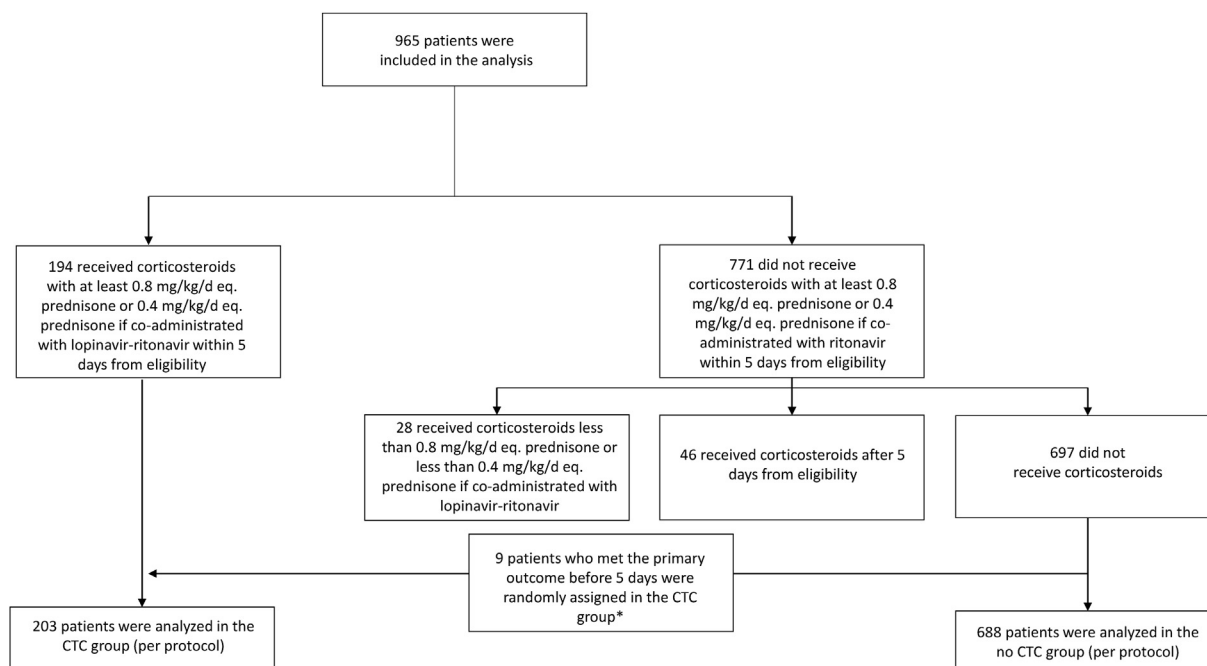 965 patients were
included in the analysis
194 received corticosteroids
with at least 0.8 mg/kg/d eq.
prednisone or 0.4 mg/kg/d eq.
prednisone if co-administrated
with lopinavir-ritonavir within 5
days from eligibility
771 did not receive
corticosteroids with at least 0.8
mg/kg/d eq. prednisone or 0.4
mg/kg/d eq. prednisone if co-
administrated with ritonavir
within 5 days from eligibility
28 received corticosteroids less
than 0.8 mg/kg/d eq. prednisone or
less than 0.4 mg/kg/d eq.
prednisone if co-administrated with
lopinavir-ritonavir
46 received corticosteroids after 5
days from eligibility
697 did not
receive corticosteroids
9 patients who met the primary
outcome before 5 days were
randomly assigned in the CTC
group*
203 patients were analyzed in the
CTC group (per protocol)
688 patients were analyzed in the
no CTC group (per protocol)